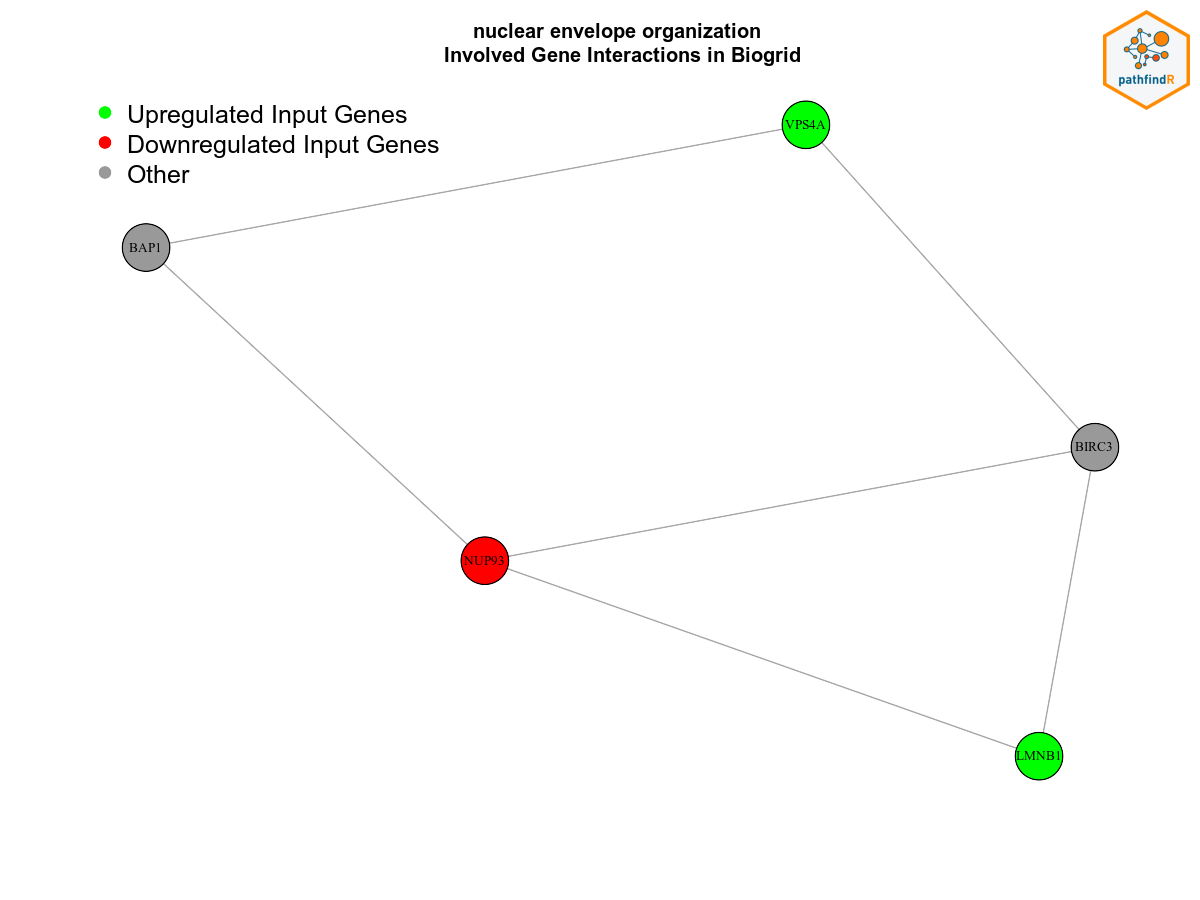 nuclear envelope organization
Involved Gene Interactions in Biogrid
pathfindR
Upregulated Input Genes
Downregulated Input Genes
Other
VPS4A
BAP1
BIRC3
NUP93
LMNB1